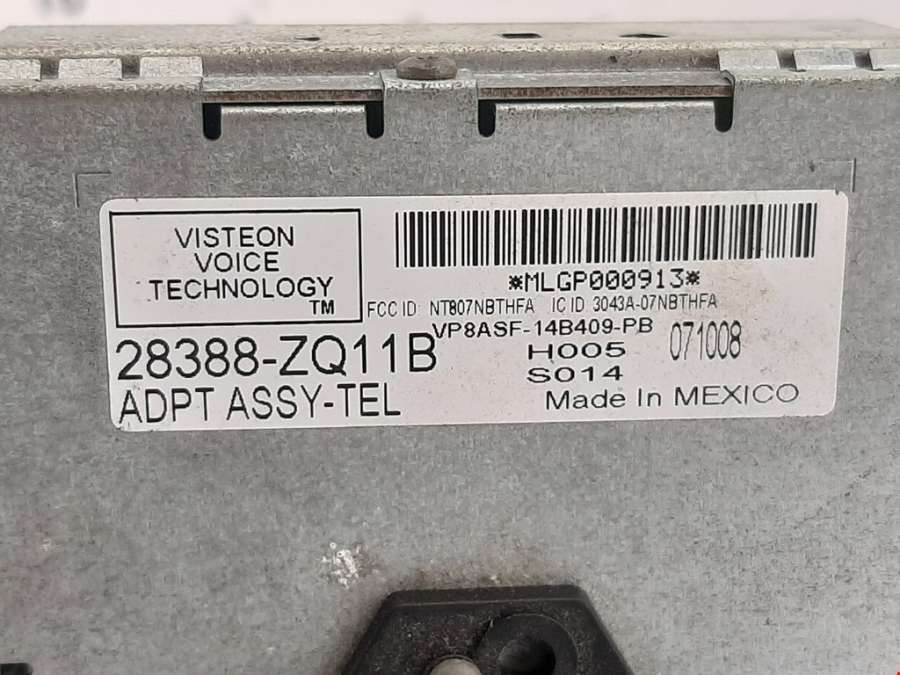 VISTEON
VOICE
TECHNOLOGY
TM
*MLGP000913*
FCC ID: NT807NBTHFA IC ID 3043A-07NBTHFA
VP8ASF-14B409-PB
28388-ZQ11B
H005 071008
S014
ADPT ASSY-TEL
Made In MEXICO